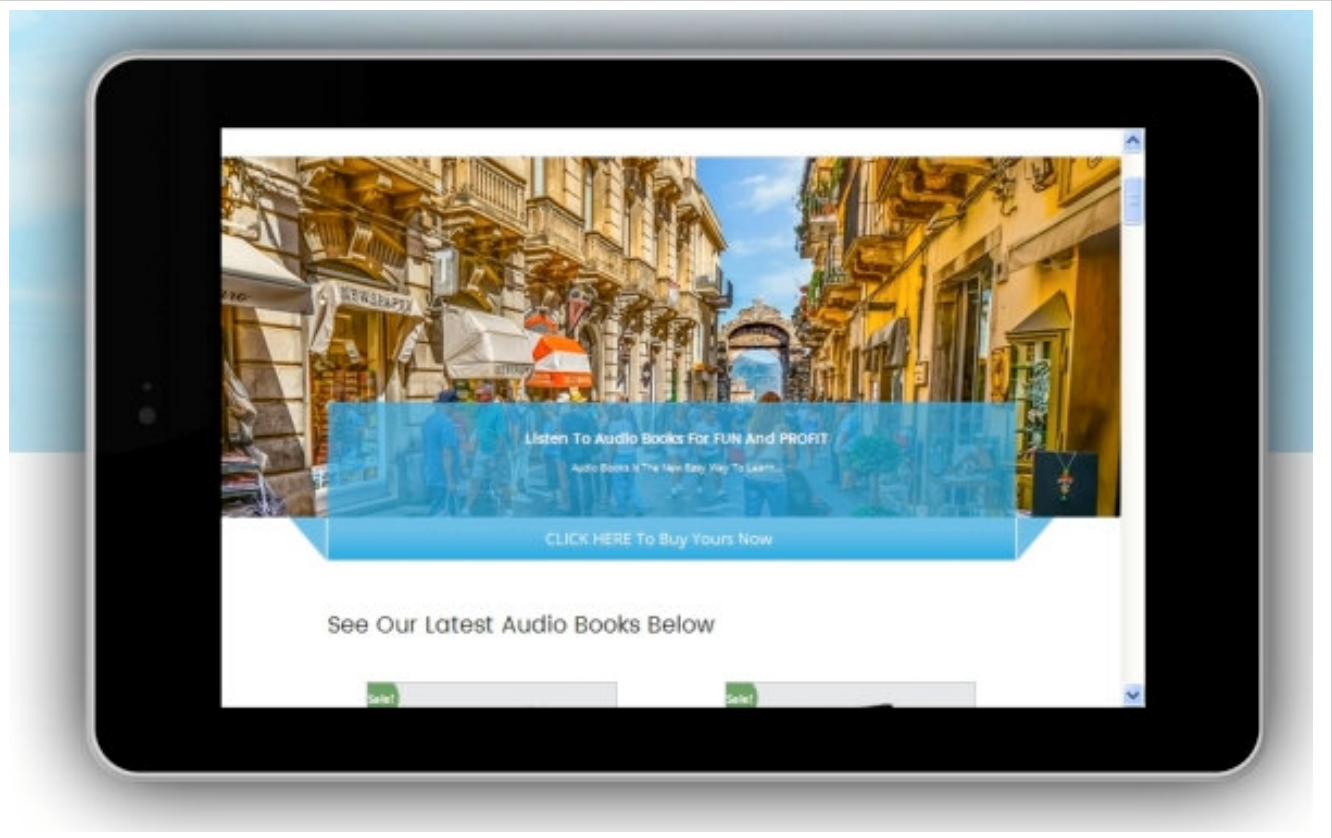 NEWSPAPER
Listen To Audio Books For FUN And PROFIT
Audio Books Is The New Easy Way To Learn...
CLICK HERE To Buy Yours Now
See Our Latest Audio Books Below
Sale!
Sale!